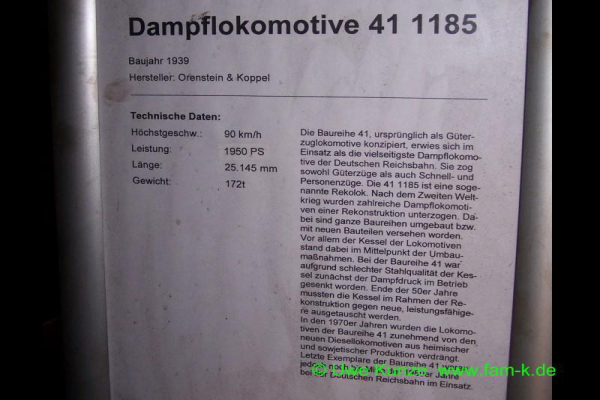 Dampflokomotive 41 1185
Baujahr 1939
Hersteller: Orenstein & Koppel
Technische Daten:
Höchstgeschw.: 90 km/h
Leistung: 1950 PS
Länge: 25.145 mm
Gewicht: 172t
Die Baureihe 41, ursprünglich als Güter-
zuglokomotive konzipiert, erwies sich im
Einsatz als die vielseitigste Dampflokomo-
tive der Deutschen Reichsbahn. Sie zog
sowohl Güterzüge als auch Schnell- und
Personenzüge. Die 41 1185 ist eine soge-
nannte Rekolok. Nach dem Zweiten Welt-
krieg wurden zahlreiche Dampflokomoti-
ven einer Rekonstruktion unterzogen. Da-
bei sind ganze Baureihen umgebaut bzw.
mit neuen Bauteilen versehen worden.
Vor allem der Kessel der Lokomotiven
stand dabei im Mittelpunkt der Umbau-
maßnahmen. Bei der Baureihe 41 war
aufgrund schlechter Stahlqualität der Kes-
sel zunächst der Dampfdruck im Betrieb
gesenkt worden. Ende der 50er Jahre
mussten die Kessel im Rahmen der Re-
konstruktion gegen neue, leistungsfähige-
re ausgetauscht werden.
In den 1970er Jahren wurden die Lokomo-
tiven der Baureihe 41 zunehmend von den
neuen Diesellokomotiven aus heimischer
und sowjetischer Produktion verdrängt.
Letzte Exemplare der Baureihe 41
jedoch noch Mitte der Jahre
bei der Deutschen Reichsbahn im Einsatz.
© Uwe Kunze www.fam-k.de